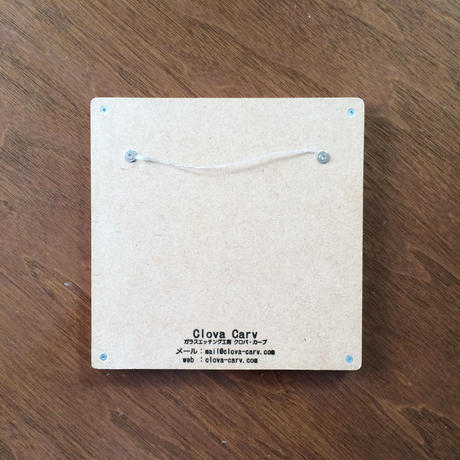 Clova Carv
ガラスエッチング工房 クロバ・カーブ
メール：mail@clova-carv.com
web ：clova-carv.com